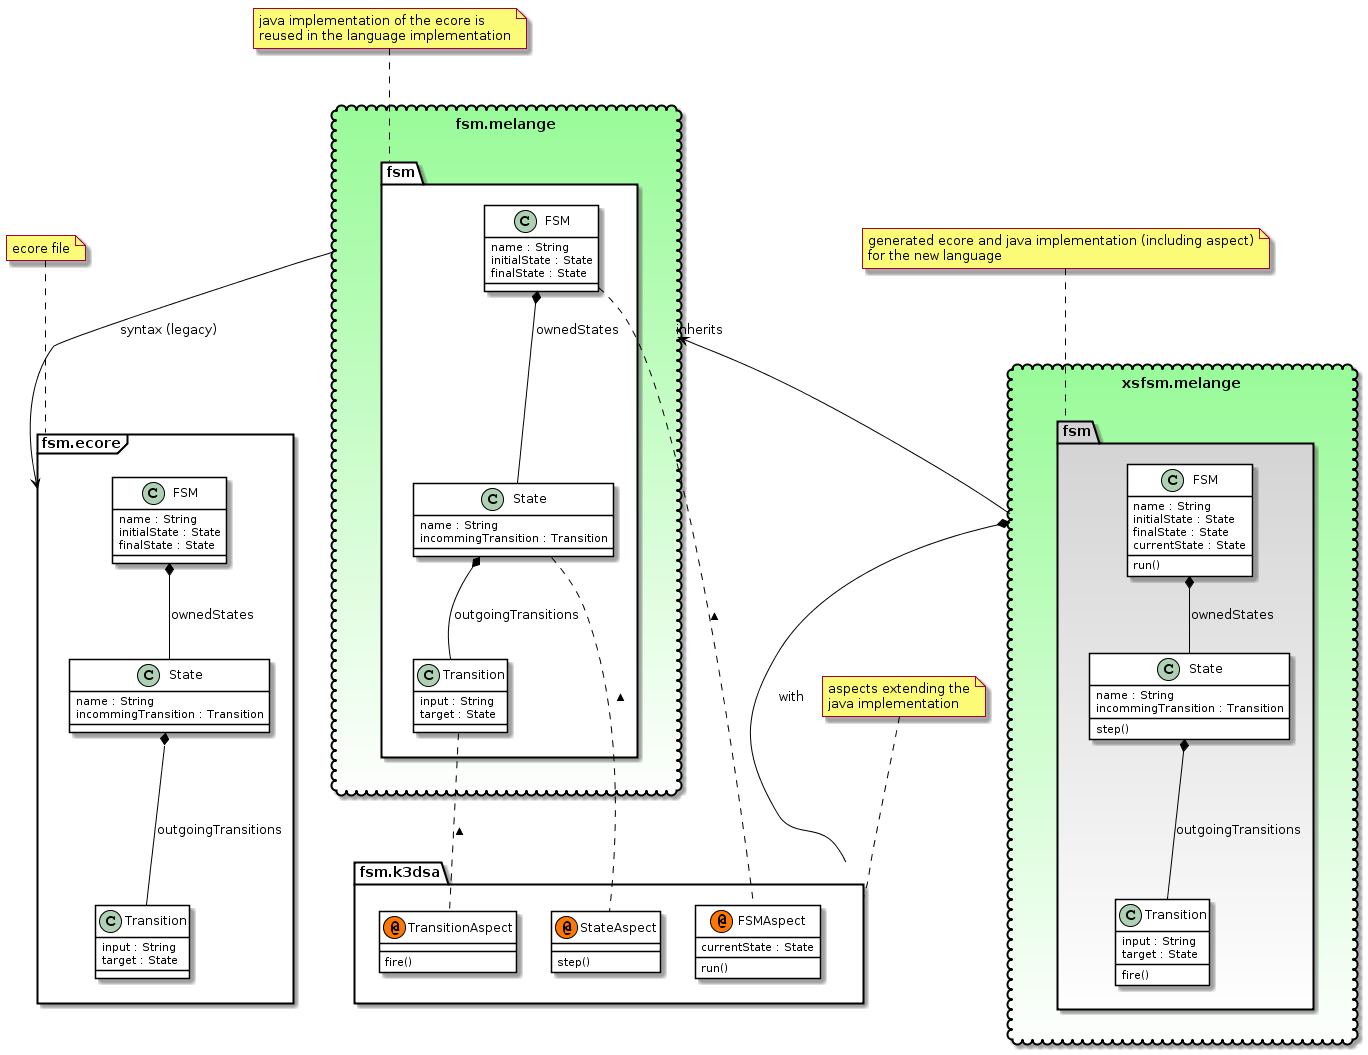 java implementation of the ecore is
reused in the language implementation
fsm.melange
fsm
FSM
name : String
initialState : State
finalState : State
ownedStates
State
name : String
incommingTransition : Transition
outgoingTransitions
Transition
input : String
target : State
ecore file
syntax (legacy)
fsm.ecore
FSM
name : String
initialState : State
finalState : State
ownedStates
State
name : String
incommingTransition : Transition
outgoingTransitions
Transition
input : String
target : State
inherits
with
aspects extending the
java implementation
fsm.k3dsa
@ TransitionAspect
fire()
@ StateAspect
step()
@ FSMAspect
currentState : State
run()
generated ecore and java implementation (including aspect)
for the new language
xsfsm.melange
fsm
C FSM
name : String
initialState : State
finalState : State
currentState : State
run()
ownedStates
C State
name : String
incommingTransition : Transition
step()
outgoingTransitions
C Transition
input : String
target : State
fire()